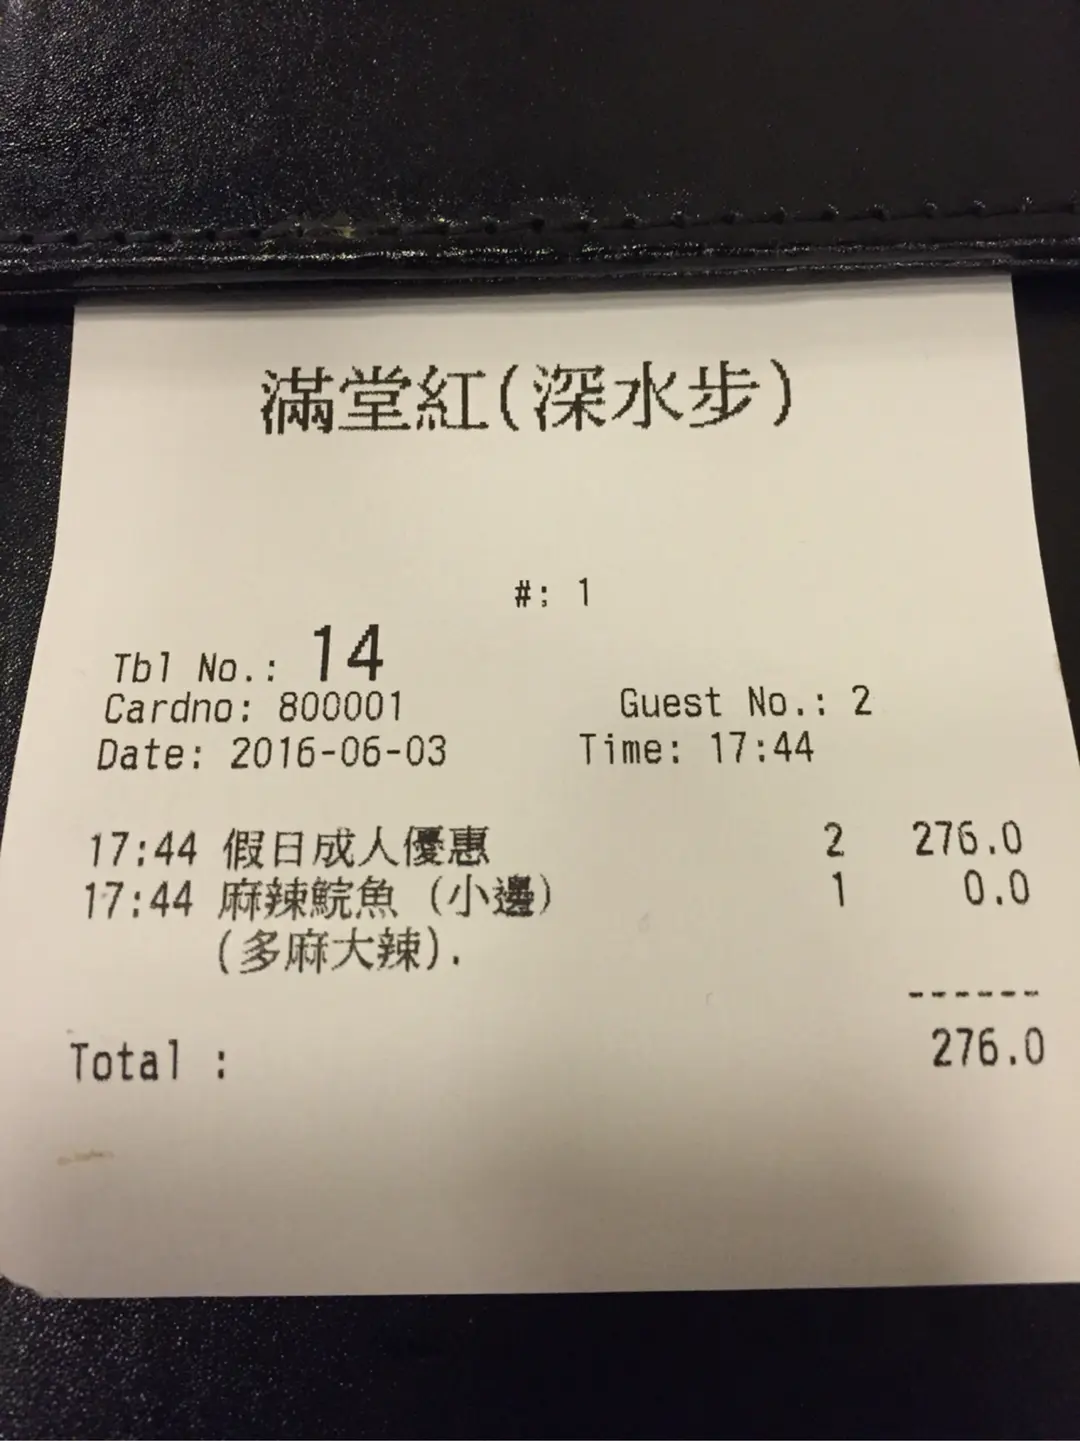 滿堂紅(深水步)
#: 1
Tbl No.: 14
Cardno: 800001 Guest No.: 2
Date: 2016-06-03 Time: 17:44
17:44 假日成人優惠 2 276.0
17:44 麻辣鯇魚 (小邊) 1 0.0
(多麻大辣).
------
Total : 276.0